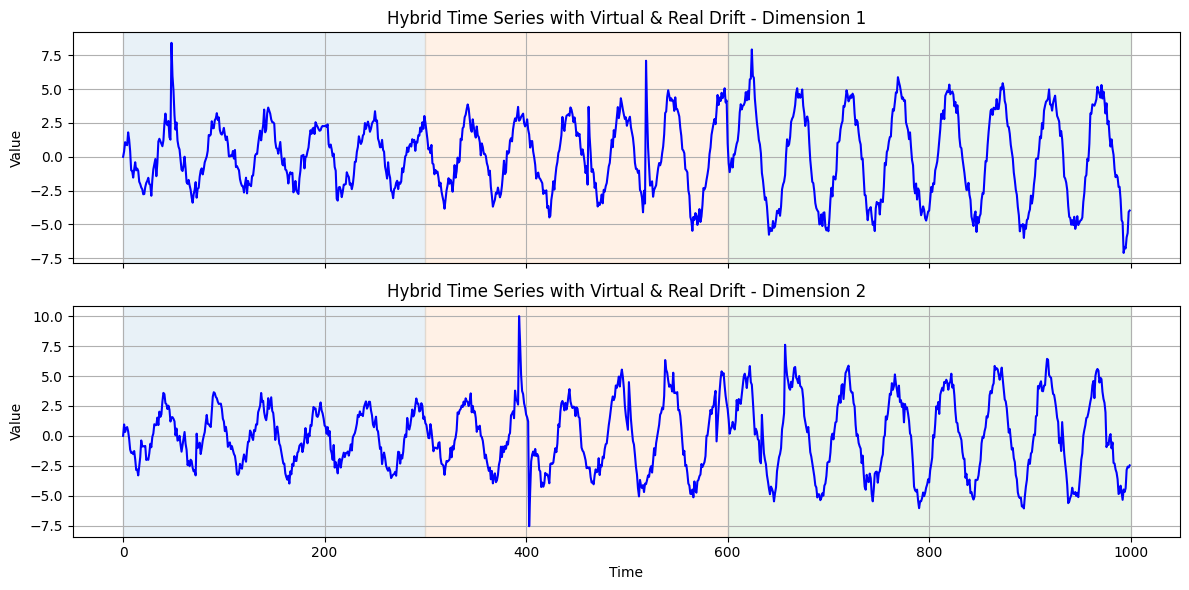 Hybrid Time Series with Virtual & Real Drift - Dimension 1
7.5
5.0
2.5
0.0
−2.5
−5.0
−7.5
Value
Hybrid Time Series with Virtual & Real Drift - Dimension 2
10.0
7.5
5.0
2.5
0.0
−2.5
−5.0
−7.5
Value
0 200 400 600 800 1000
Time